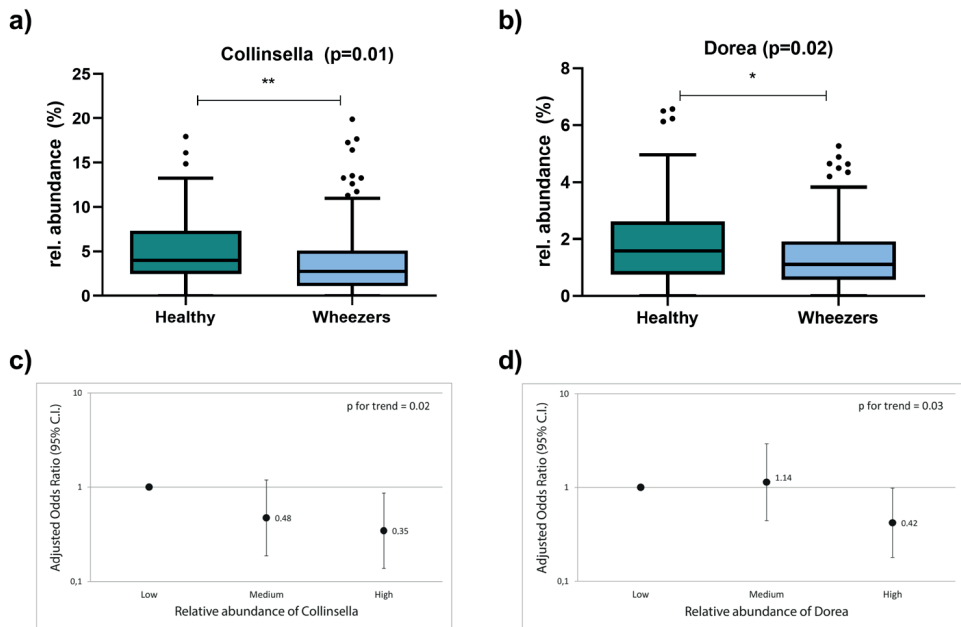 a)
Collinsella (p=0.01)
**
rel. abundance (%)
25
20
15
10
5
0
Healthy
Wheezers
b)
Dorea (p=0.02)
*
rel. abundance (%)
8
6
4
2
0
Healthy
Wheezers
c)
p for trend = 0.02
Adjusted Odds Ratio (95% C.I.)
10
1
0,1
0.48
0.35
Low
Medium
High
Relative abundance of Collinsella
d)
p for trend = 0.03
Adjusted Odds Ratio (95% C.I.)
10
1
0,1
1.14
0.42
Low
Medium
High
Relative abundance of Dorea